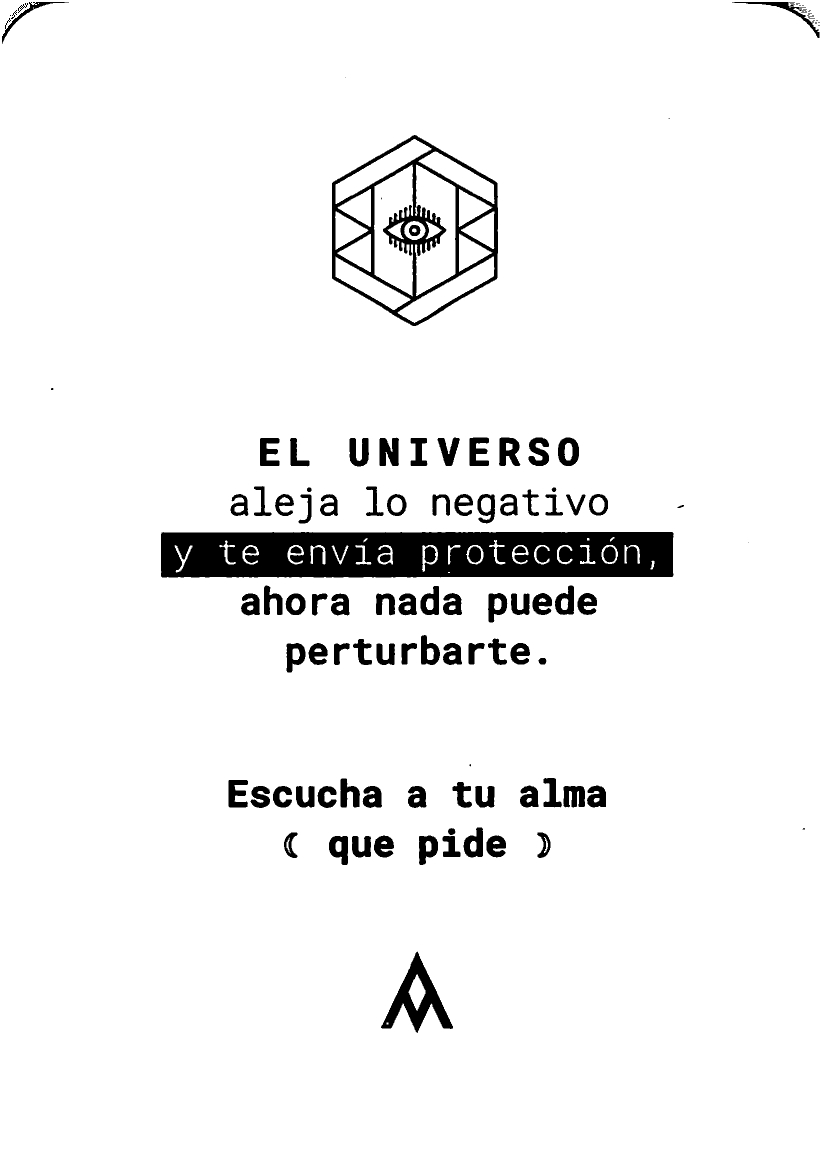 EL UNIVERSO
aleja lo negativo
y te envía protección,
ahora nada puede
perturbarte.
Escucha a tu alma
( que pide )